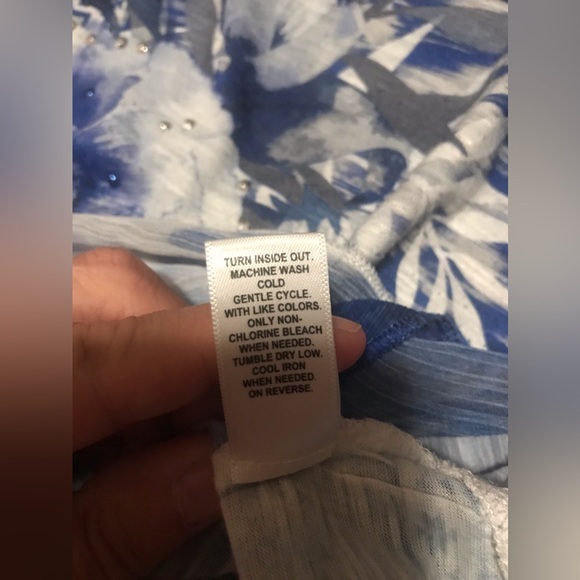 TURN INSIDE OUT.
MACHINE WASH
COLD
GENTLE CYCLE.
WITH LIKE COLORS.
ONLY NON-
CHLORINE BLEACH
WHEN NEEDED.
TUMBLE DRY LOW.
COOL IRON
WHEN NEEDED.
ON REVERSE.